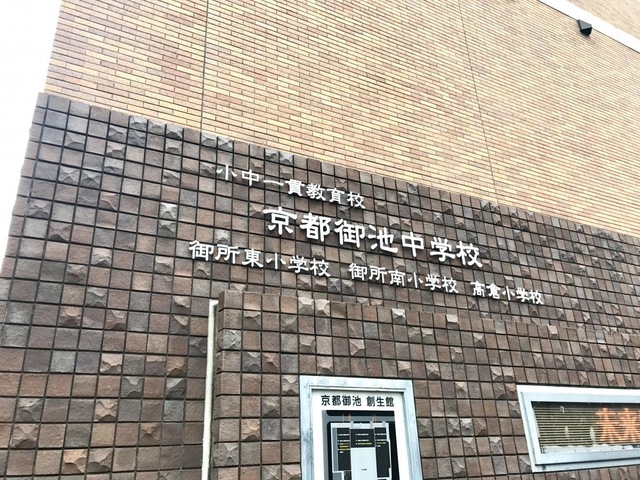 小中一貫教育校
京都御池中学校
御所東小学校 御所南小学校 高倉小学校
京都御池 創生館